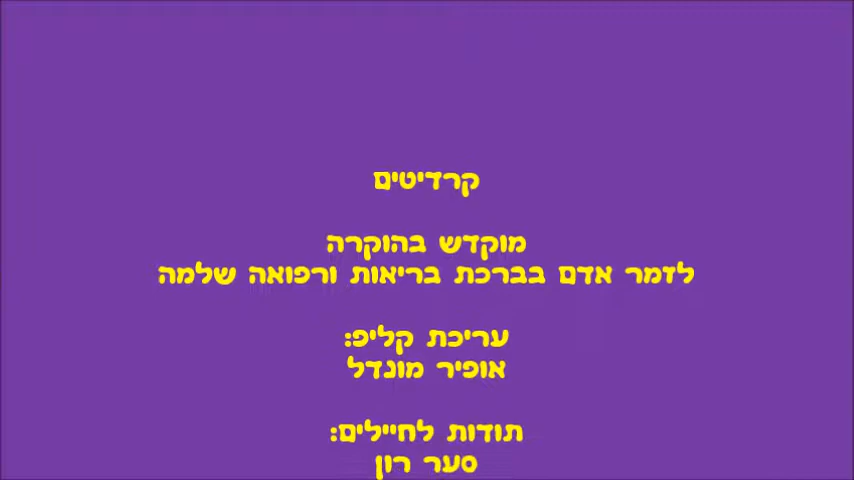 קרדיטים
מוקדש בהוקרה
לזמר אדם בברכת בריאות ורפואה שלמה
עריכת קליפ:
אופיר מונדל
תודות לחיילים:
סער רון